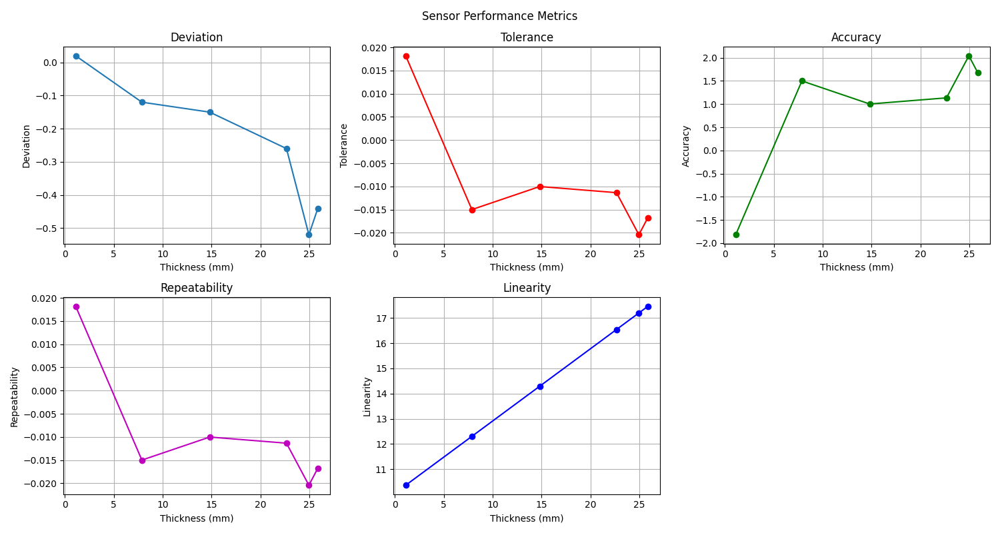 Sensor Performance Metrics
Deviation
Deviation
0.0
−0.1
−0.2
−0.3
−0.4
−0.5
0 5 10 15 20 25
Thickness (mm)
Tolerance
Tolerance
0.020
0.015
0.010
0.005
0.000
−0.005
−0.010
−0.015
−0.020
0 5 10 15 20 25
Thickness (mm)
Accuracy
Accuracy
2.0
1.5
1.0
0.5
0.0
−0.5
−1.0
−1.5
−2.0
0 5 10 15 20 25
Thickness (mm)
Repeatability
Repeatability
0.020
0.015
0.010
0.005
0.000
−0.005
−0.010
−0.015
−0.020
0 5 10 15 20 25
Thickness (mm)
Linearity
Linearity
17
16
15
14
13
12
11
0 5 10 15 20 25
Thickness (mm)